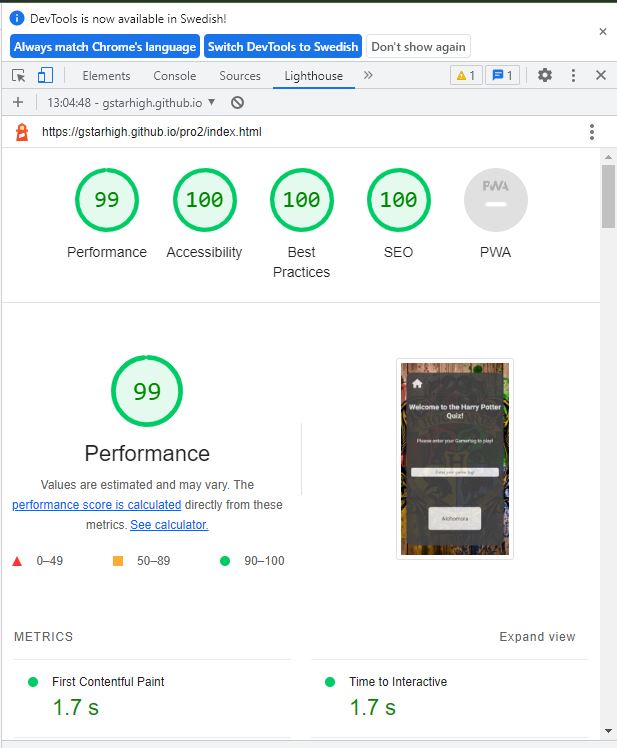 DevTools is now available in Swedish!
Always match Chrome's language Switch DevTools to Swedish Don't show again
Elements Console Sources Lighthouse 1 1
13:04:48 - gstarhigh.github.io
https://gstarhigh.github.io/pro2/index.html
99 100 100 100 PWA
Performance Accessibility Best Practices SEO PWA
99
Performance
Values are estimated and may vary. The
performance score is calculated directly from these
metrics. See calculator.
0–49 50–89 90–100
Welcome to the Harry Potter
Quiz!
Please enter your Gamertag to play!
Enter your game tag!
Alohomora
METRICS Expand view
First Contentful Paint Time to Interactive
1.7 s 1.7 s